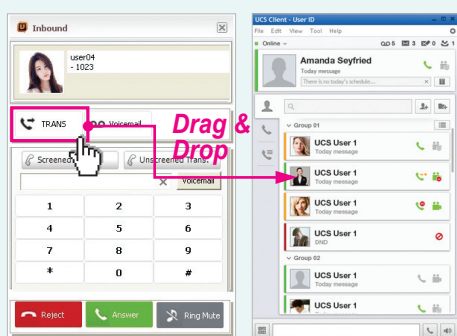 Inbound
user04
- 1023
TRANS
Voicemail
Drag &
Drop
Screened
Unscreened Trans.
voicemail
1 2 3
4 5 6
7 8 9
* 0 #
Reject
Answer
Ring Mute
UCS Client - User ID
File Edit View Tool Help
Online
5 3 0 1
Amanda Seyfried
Today message
There is no today's schedule...
Group 01
UCS User 1
Today message
UCS User 1
Today message
UCS User 1
Today message
UCS User 1
DND
Group 02
UCS User 1
Today message
UCS User 1
Today message